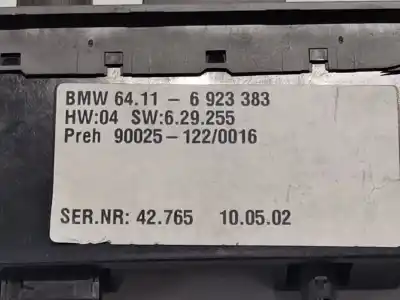 BMW 64.11 - 6 923 383
HW:04 SW:6.29.255
Preh 90025-122/0016
SER.NR: 42.765 10.05.02